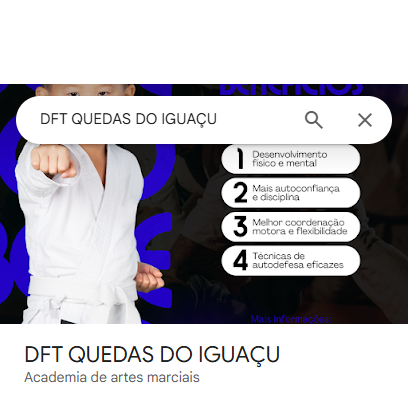 BENEFÍCIOS
DFT QUEDAS DO IGUAÇU
1 Desenvolvimento
físico e mental
2 Mais autoconfiança
e disciplina
3 Melhor coordenação
motora e flexibilidade
4 Técnicas de
autodefesa eficazes
Mais Informações:
DFT QUEDAS DO IGUAÇU
Academia de artes marciais